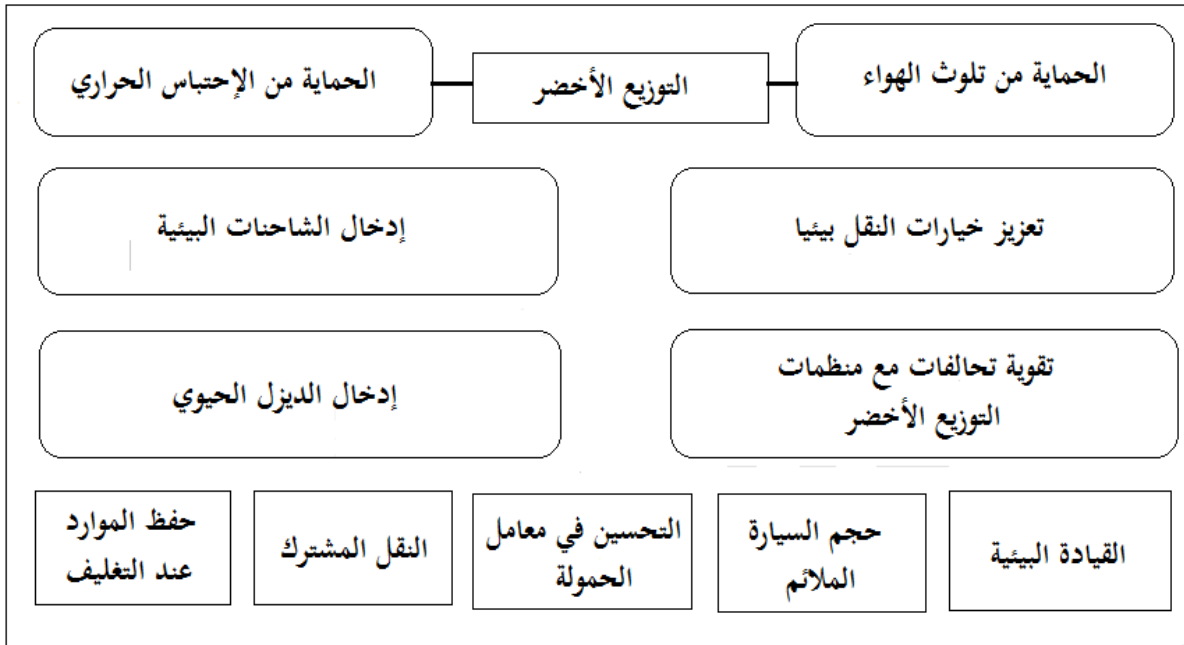 الحماية من تلوث الهواء
التوزيع الأخضر
الحماية من الإحتباس الحراري
تعزيز خيارات النقل بيئيا
إدخال الشاحنات البيئية
تقوية تحالفات مع منظمات
التوزيع الأخضر
إدخال الديزل الحيوي
القيادة البيئية
حجم السيارة
الملائم
التحسين في معامل
الحمولة
النقل المشترك
حفظ الموارد
عند التغليف